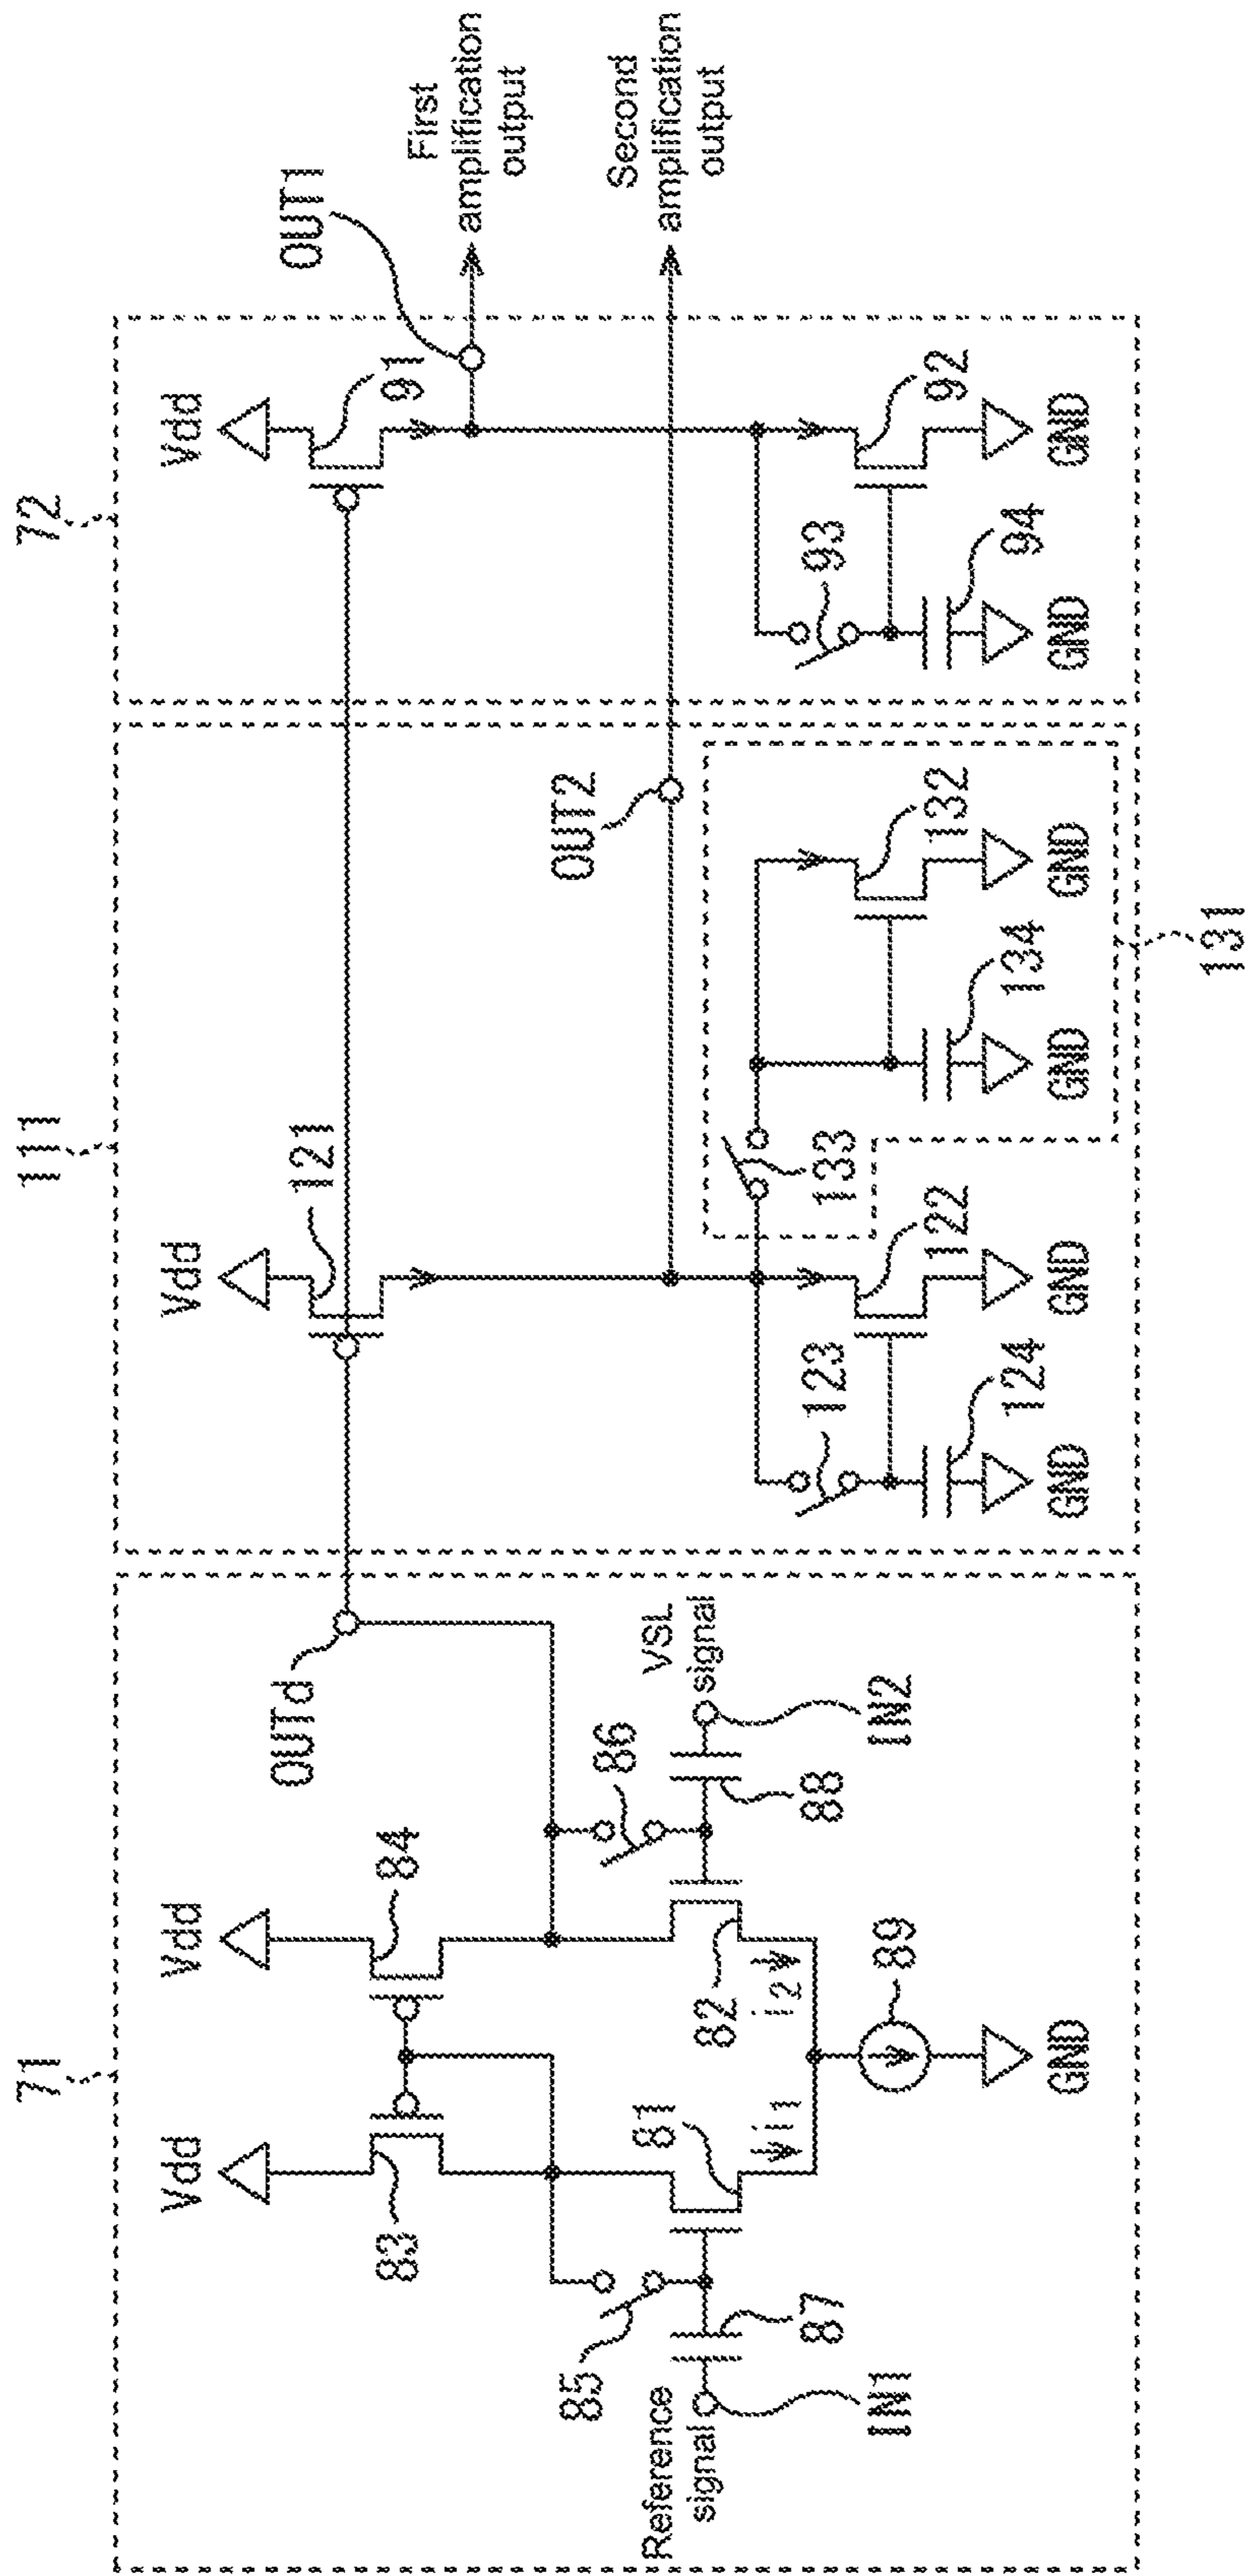 71
111
72
Vdd
Vdd
Vdd
Vdd
83
84
OUTd
121
91
OUT1
First
amplification
output
85
81
86
OUT2
Second
amplification
output
Reference
signal
i1
82
i2
VSL
signal
87
88
123
133
93
IN1
89
IN2
122
132
92
124
134
94
GND
GND
GND
GND
GND
GND
GND
131